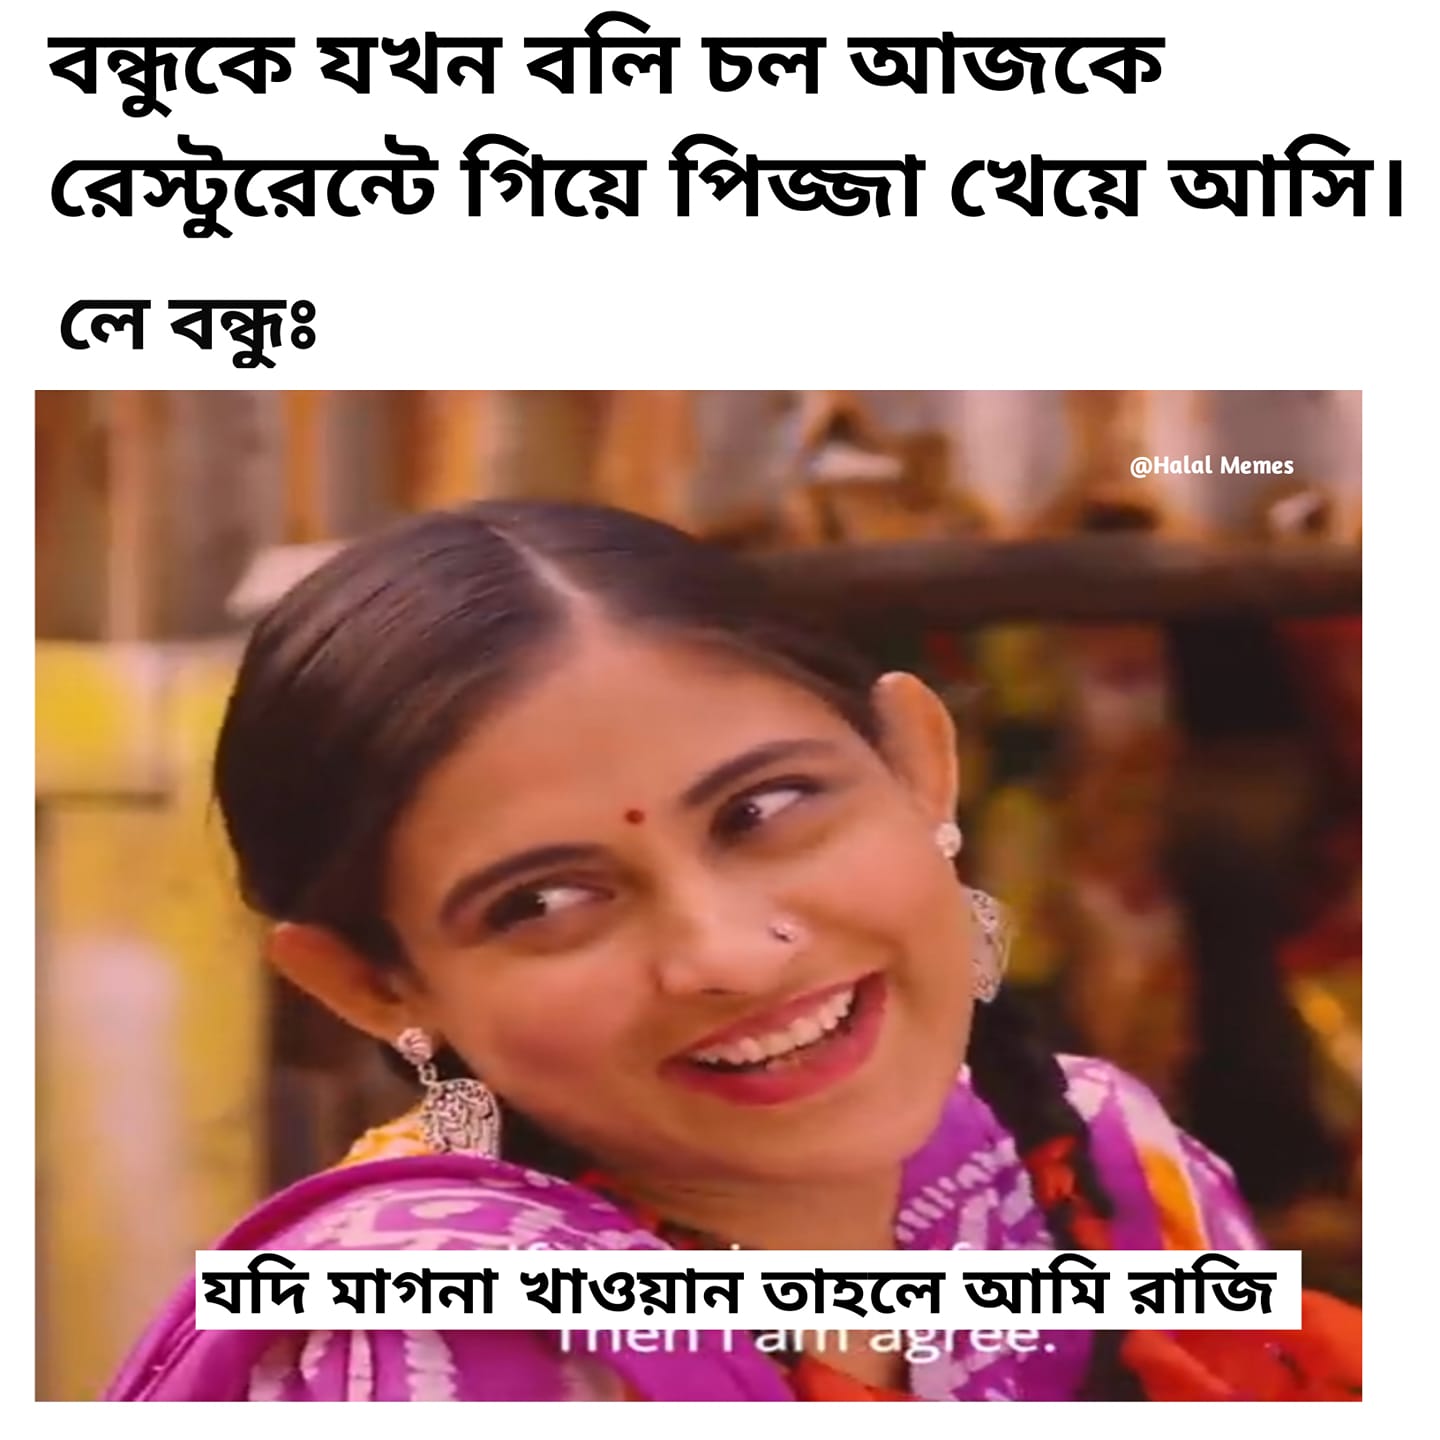 বন্ধুকে যখন বলি চল আজকে
রেস্টুরেন্টে গিয়ে পিজ্জা খেয়ে আসি।
লে বন্ধুঃ
@Halal Memes
যদি মাগনা খাওয়ান তাহলে আমি রাজি
Then I am agree.